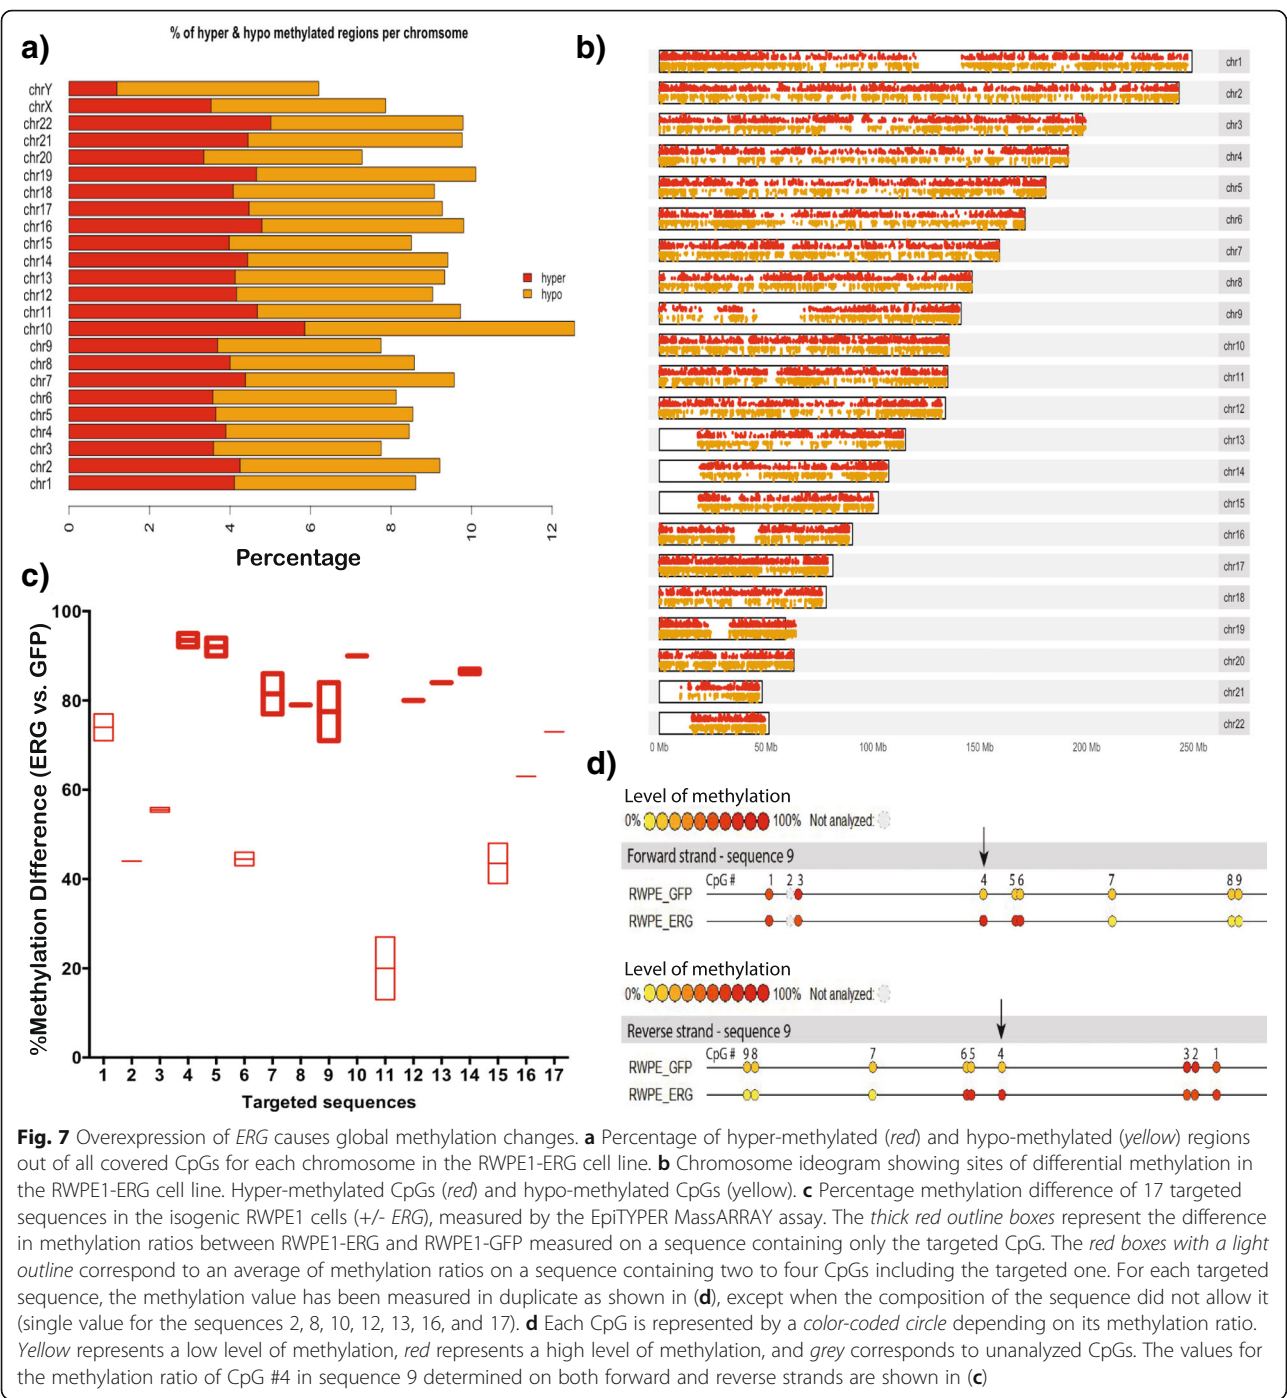 a)
% of hyper & hypo methylated regions per chromsome
chrY
chrX
chr22
chr21
chr20
chr19
chr18
chr17
chr16
chr15
chr14
chr13
chr12
chr11
chr10
chr9
chr8
chr7
chr6
chr5
chr4
chr3
chr2
chr1
hyper
hypo
0 2 4 6 8 10 12
Percentage
b)
chr1
chr2
chr3
chr4
chr5
chr6
chr7
chr8
chr9
chr10
chr11
chr12
chr13
chr14
chr15
chr16
chr17
chr18
chr19
chr20
chr21
chr22
0 Mb 50 Mb 100 Mb 150 Mb 200 Mb 250 Mb
c)
%Methylation DIfference (ERG vs. GFP)
100
80
60
40
20
0
1 2 3 4 5 6 7 8 9 10 11 12 13 14 15 16 17
Targeted sequences
d)
Level of methylation
0% 100% Not analyzed:
Forward strand - sequence 9
CpG # 1 2 3 4 5 6 7 8 9
RWPE_GFP
RWPE_ERG
Level of methylation
0% 100% Not analyzed:
Reverse strand - sequence 9
CpG # 9 8 7 6 5 4 3 2 1
RWPE_GFP
RWPE_ERG
Fig. 7 Overexpression of ERG causes global methylation changes. a Percentage of hyper-methylated (red) and hypo-methylated (yellow) regions
out of all covered CpGs for each chromosome in the RWPE1-ERG cell line. b Chromosome ideogram showing sites of differential methylation in
the RWPE1-ERG cell line. Hyper-methylated CpGs (red) and hypo-methylated CpGs (yellow). c Percentage methylation difference of 17 targeted
sequences in the isogenic RWPE1 cells (+/- ERG), measured by the EpiTYPER MassARRAY assay. The thick red outline boxes represent the difference
in methylation ratios between RWPE1-ERG and RWPE1-GFP measured on a sequence containing only the targeted CpG. The red boxes with a light
outline correspond to an average of methylation ratios on a sequence containing two to four CpGs including the targeted one. For each targeted
sequence, the methylation value has been measured in duplicate as shown in (d), except when the composition of the sequence did not allow it
(single value for the sequences 2, 8, 10, 12, 13, 16, and 17). d Each CpG is represented by a color-coded circle depending on its methylation ratio.
Yellow represents a low level of methylation, red represents a high level of methylation, and grey corresponds to unanalyzed CpGs. The values for
the methylation ratio of CpG #4 in sequence 9 determined on both forward and reverse strands are shown in (c)